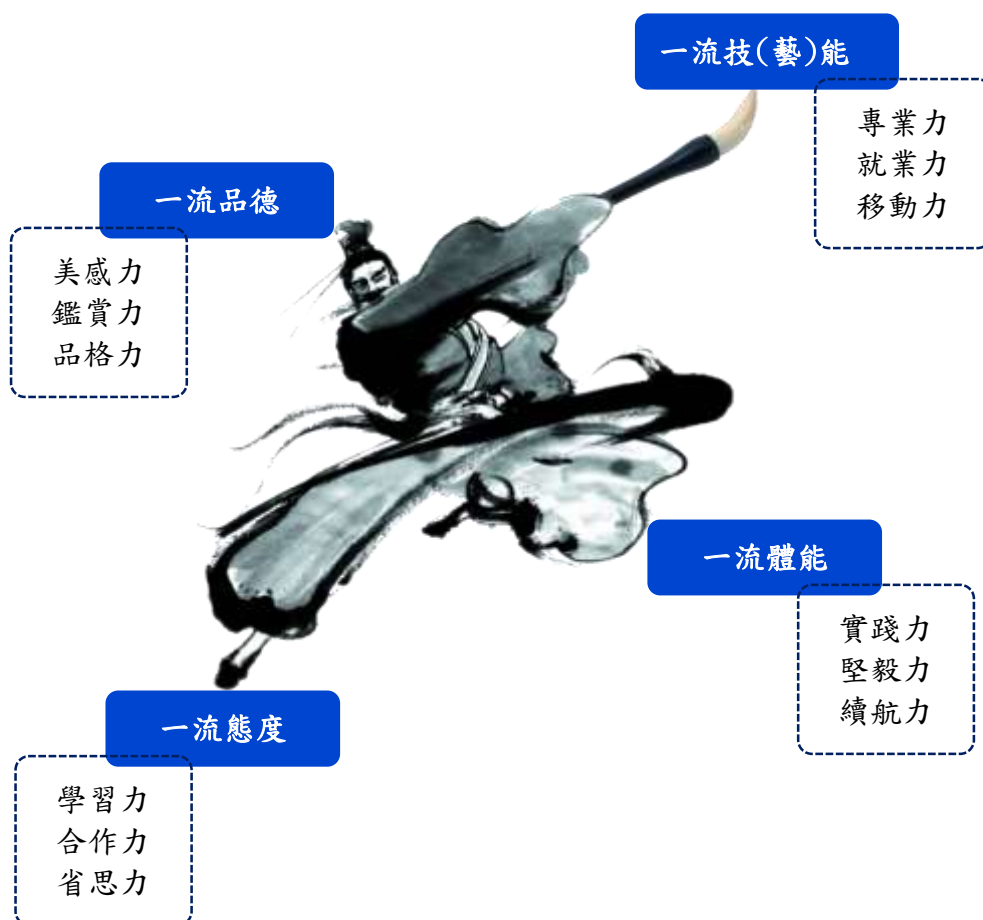 一流技(藝)能
專業力
就業力
移動力
一流品德
美感力
鑑賞力
品格力
一流體能
實踐力
堅毅力
續航力
一流態度
學習力
合作力
省思力